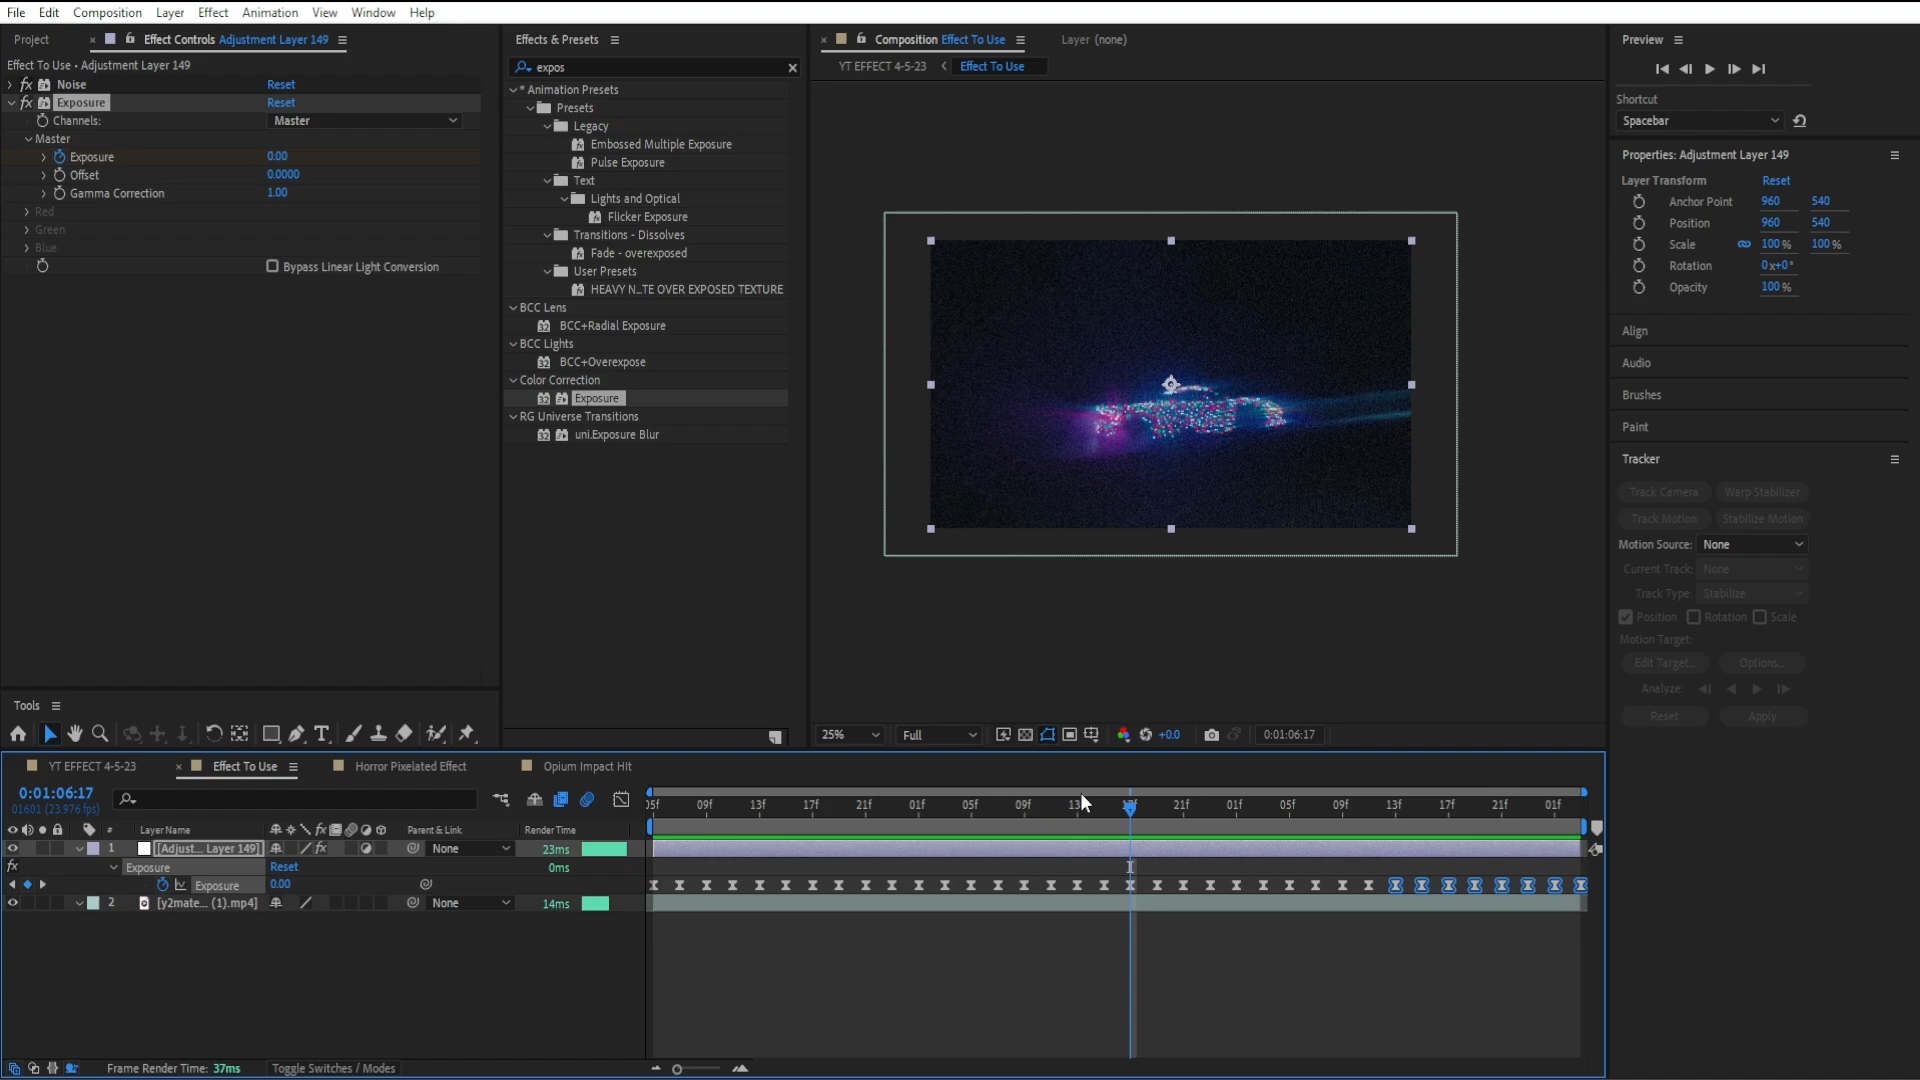 File Edit Composition Layer Effect Animation View Window Help
Project × Effect Controls Adjustment Layer 149
Effect To Use • Adjustment Layer 149
fx Noise Reset
fx Exposure Reset
Channels: Master
Master
Exposure 0.00
Offset 0.0000
Gamma Correction 1.00
Red
Green
Blue
Bypass Linear Light Conversion
Effects & Presets
expos
* Animation Presets
Presets
Legacy
Embossed Multiple Exposure
Pulse Exposure
Text
Lights and Optical
Flicker Exposure
Transitions - Dissolves
Fade - overexposed
User Presets
HEAVY N...TE OVER EXPOSED TEXTURE
BCC Lens
BCC+Radial Exposure
BCC Lights
BCC+Overexpose
Color Correction
Exposure
RG Universe Transitions
uni.Exposure Blur
× Composition Effect To Use Layer (none)
YT EFFECT 4-5-23 Effect To Use
25% Full +0.0 0:01:06:17
Preview
Shortcut
Spacebar
Properties: Adjustment Layer 149
Layer Transform Reset
Anchor Point 960 540
Position 960 540
Scale 100 % 100 %
Rotation 0x+0°
Opacity 100 %
Align
Audio
Brushes
Paint
Tracker
Track Camera Warp Stabilizer
Track Motion Stabilize Motion
Motion Source: None
Current Track: None
Track Type: Stabilize
Position Rotation Scale
Motion Target:
Edit Target... Options...
Analyze:
Reset Apply
Tools
YT EFFECT 4-5-23 × Effect To Use Horror Pixelated Effect Opium Impact HIt
0:01:06:17
01601 (23.976 fps)
05f 09f 13f 17f 21f 01f 05f 09f 13f 17f 21f 01f 05f 09f 13f 17f 21f 01f
# Layer Name fx Parent & Link Render Time
1 [Adjust... Layer 149] fx None 23ms
fx Exposure Reset 0ms
Exposure 0.00
2 [y2mate... (1).mp4] None 14ms
Frame Render Time: 37ms Toggle Switches / Modes